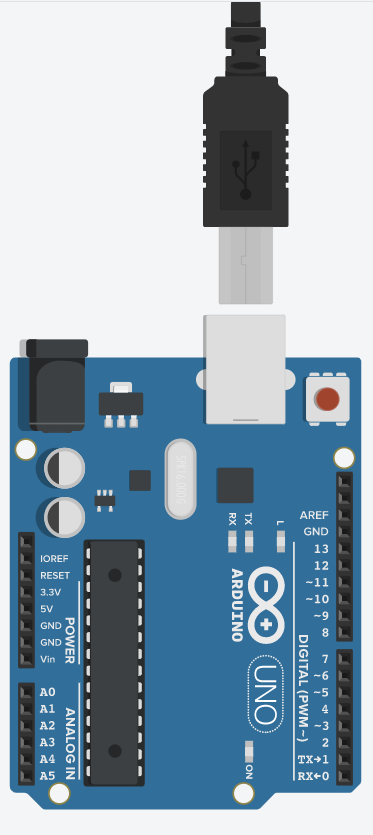 AREF
GND
13
12
~11
~10
~9
8
7
~6
~5
4
~3
2
TX→1
RX←0
DIGITAL (PWM~)
IOREF
RESET
3.3V
5V
GND
GND
Vin
POWER
A0
A1
A2
A3
A4
A5
ANALOG IN
RX
TX
L
ARDUINO
UNO
ON